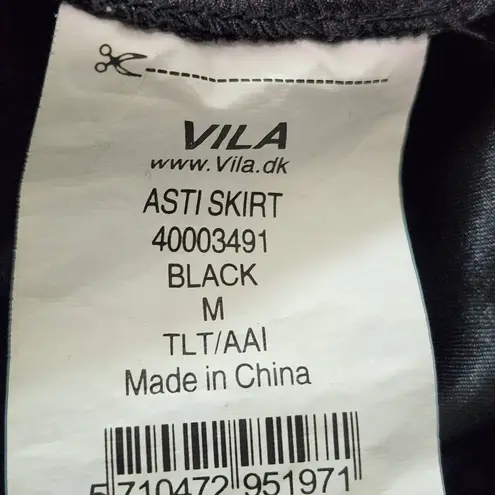 VILA
www.Vila.dk
ASTI SKIRT
40003491
BLACK
M
TLT/AAI
Made in China
5 710472 951971